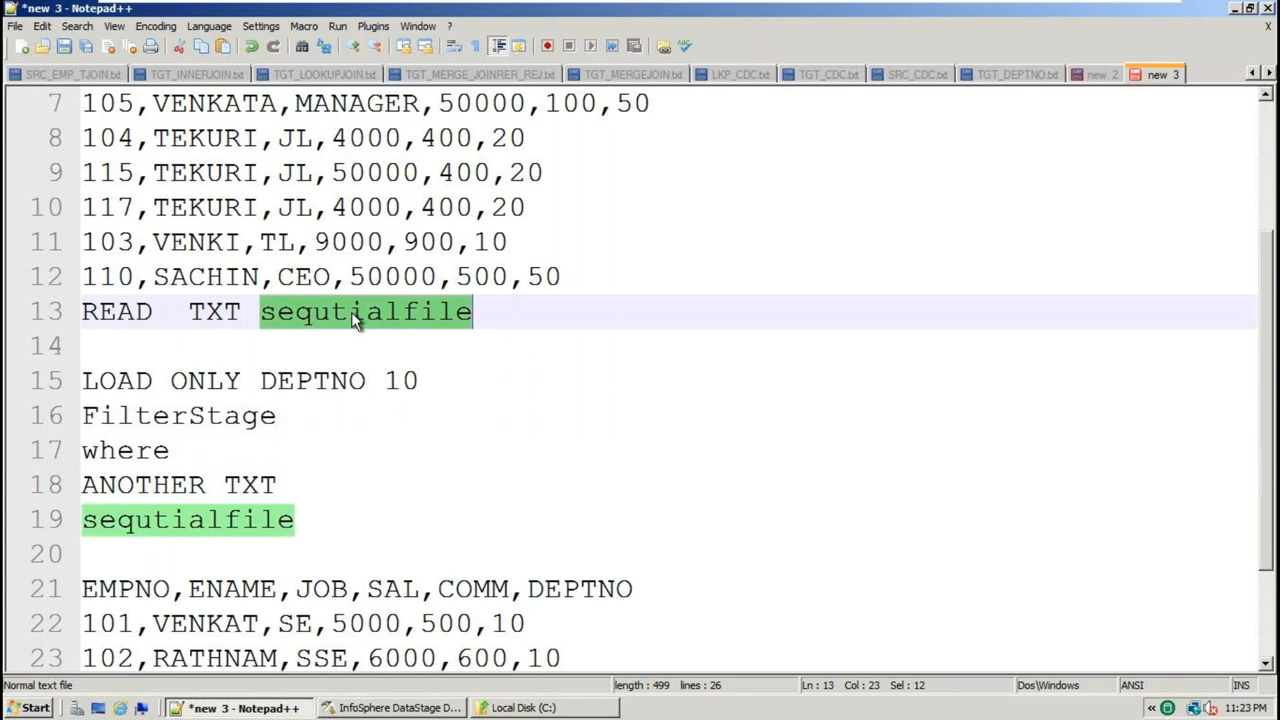 *new 3 - Notepad++
File Edit Search View Encoding Language Settings Macro Run Plugins Window ? X
SRC_EMP_TJOIN.txt TGT_INNERJOIN.txt TGT_LOOKUPJOIN.txt TGT_MERGE_JOINRER_REJ.txt TGT_MERGEJOIN.txt LKP_CDC.txt TGT_CDC.txt SRC_CDC.txt TGT_DEPTNO.txt new 2 new 3
7 105,VENKATA,MANAGER,50000,100,50
8 104,TEKURI,JL,4000,400,20
9 115,TEKURI,JL,50000,400,20
10 117,TEKURI,JL,4000,400,20
11 103,VENKI,TL,9000,900,10
12 110,SACHIN,CEO,50000,500,50
13 READ  TXT sequtialfile
14
15 LOAD ONLY DEPTNO 10
16 FilterStage
17 where
18 ANOTHER TXT
19 sequtialfile
20
21 EMPNO,ENAME,JOB,SAL,COMM,DEPTNO
22 101,VENKAT,SE,5000,500,10
23 102,RATHNAM,SSE,6000,600,10
Normal text file length : 499 lines : 26 Ln : 13 Col : 23 Sel : 12 Dos\Windows ANSI INS
Start *new 3 - Notepad++ InfoSphere DataStage D... Local Disk (C:) 11:23 PM